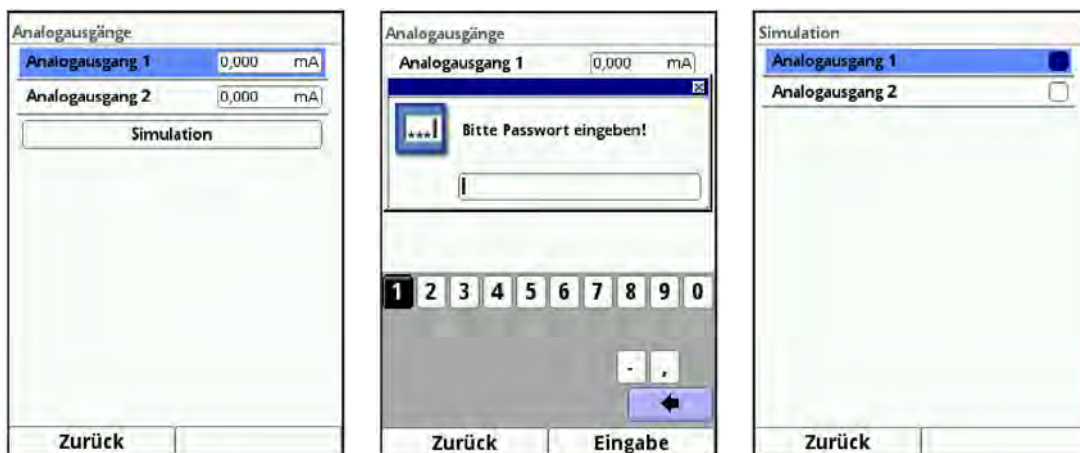 Analogausgänge
Analogausgang 1 0,000 mA
Analogausgang 2 0,000 mA
Simulation
Zurück
Analogausgänge
Analogausgang 1 0,000 mA
***
Bitte Passwort eingeben!
1 2 3 4 5 6 7 8 9 0
- ,
Zurück Eingabe
Simulation
Analogausgang 1
Analogausgang 2
Zurück